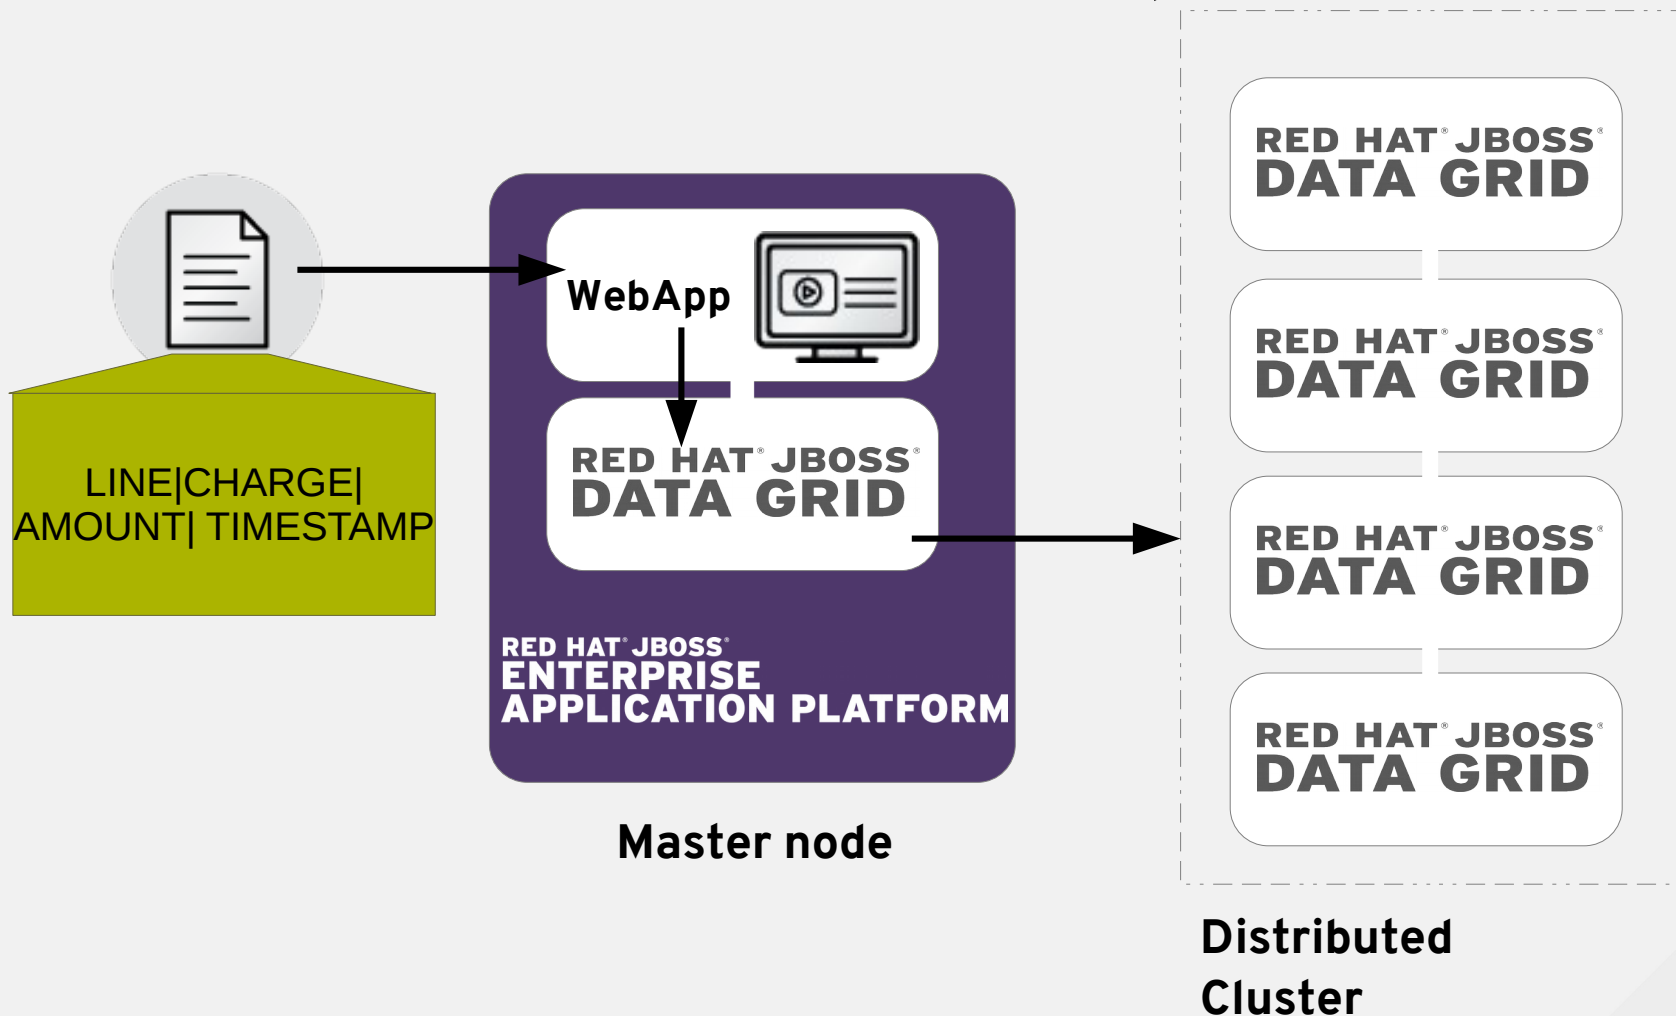 LINE|CHARGE|
AMOUNT| TIMESTAMP
WebApp
RED HAT® JBOSS®
DATA GRID
RED HAT® JBOSS®
ENTERPRISE
APPLICATION PLATFORM
Master node
RED HAT® JBOSS®
DATA GRID
RED HAT® JBOSS®
DATA GRID
RED HAT® JBOSS®
DATA GRID
RED HAT® JBOSS®
DATA GRID
Distributed
Cluster